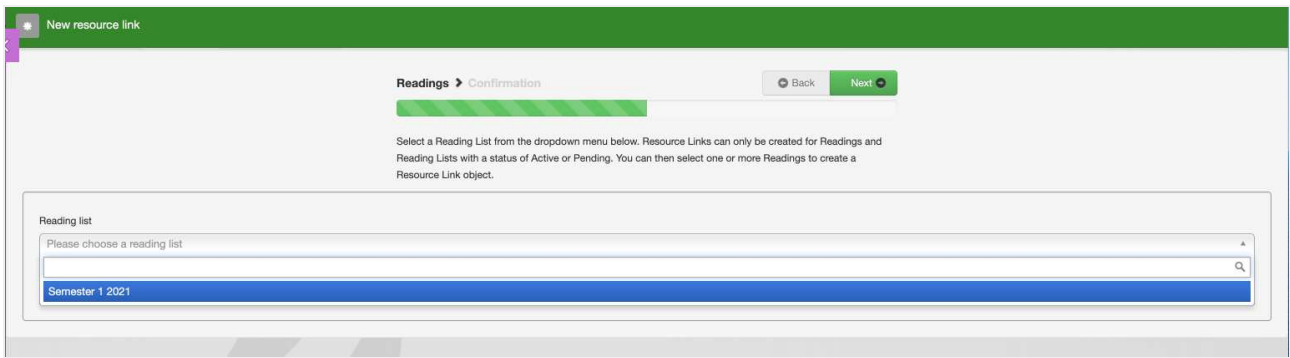 New resource link
Readings > Confirmation
Back
Next
Select a Reading List from the dropdown menu below. Resource Links can only be created for Readings and
Reading Lists with a status of Active or Pending. You can then select one or more Readings to create a
Resource Link object.
Reading list
Please choose a reading list
Semester 1 2021